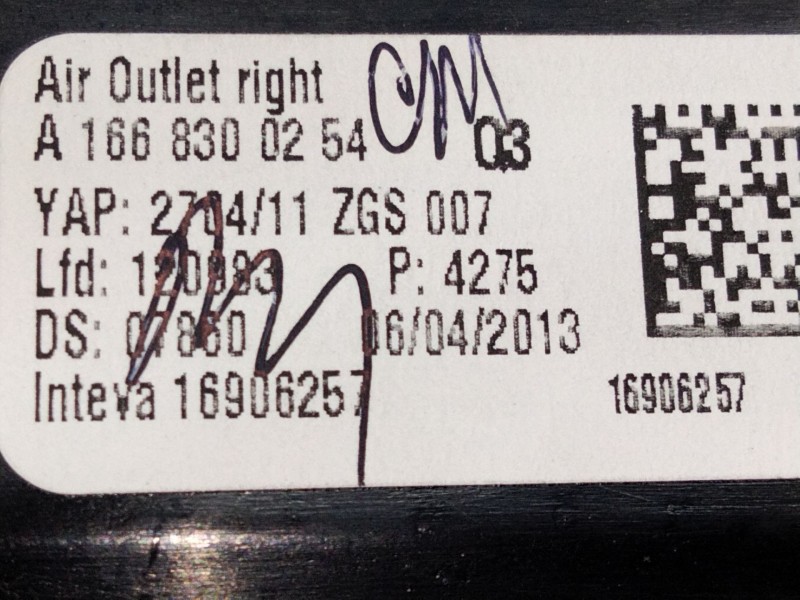 Air Outlet right
A 166 830 02 54 03
YAP: 2704/11 ZGS 007
Lfd: P: 4275
DS: 07860 06/04/2013
Inteva 16906257
16906257